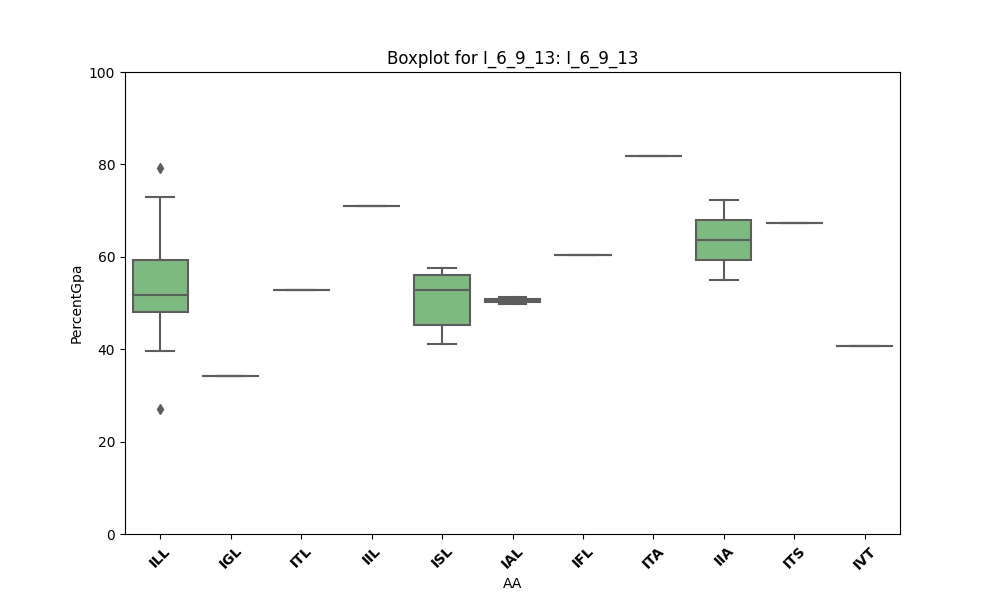 Boxplot for I_6_9_13: I_6_9_13
100
80
60
40
20
0
PercentGpa
ILL
IGL
ITL
IIL
ISL
IAL
IFL
ITA
IIA
ITS
IVT
AA